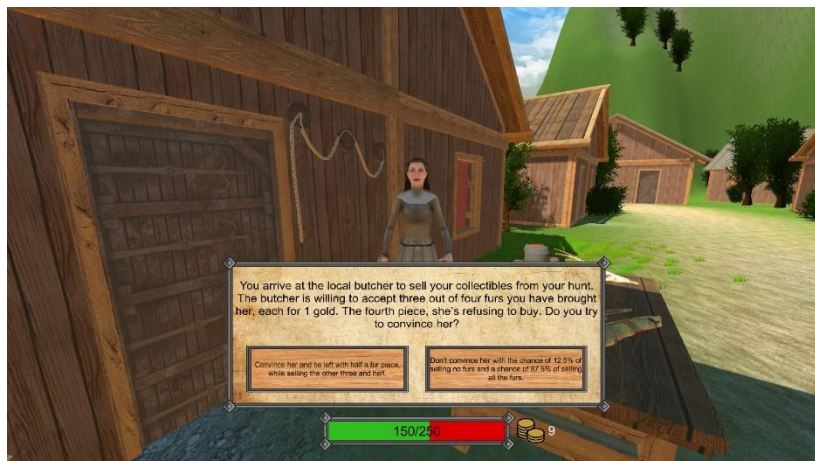 You arrive at the local butcher to sell your collectibles from your hunt.
The butcher is willing to accept three out of four furs you have brought
her, each for 1 gold. The fourth piece, she's refusing to buy. Do you try
to convince her?
Convince her and be left with half a fur piece,
while selling the other three and half.
Don't convince her with the chance of 12.5% of
selling no furs and a chance of 87.5% of selling
all the furs.
150/250
9